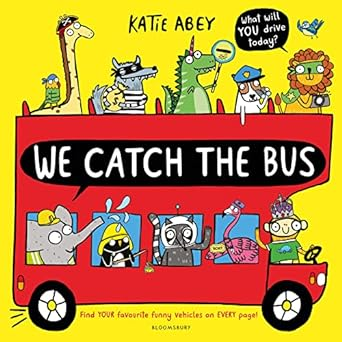 KATIE ABEY
What will
YOU drive
today?
WE CATCH THE BUS
Find YOUR favourite funny vehicles on EVERY page!
BLOOMSBURY